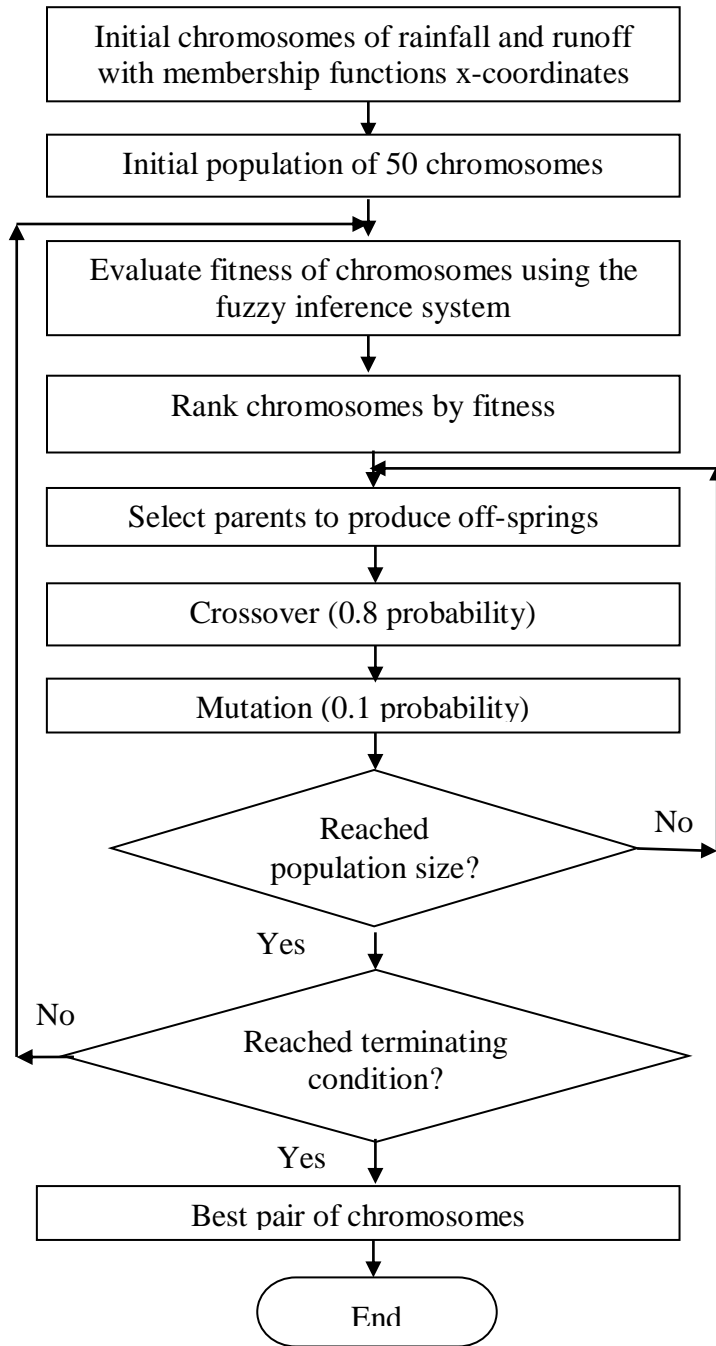 Initial chromosomes of rainfall and runoff
with membership functions x-coordinates
Initial population of 50 chromosomes
Evaluate fitness of chromosomes using the
fuzzy inference system
Rank chromosomes by fitness
Select parents to produce off-springs
Crossover (0.8 probability)
Mutation (0.1 probability)
Reached
population size?
No
Yes
No
Reached terminating
condition?
Yes
Best pair of chromosomes
End